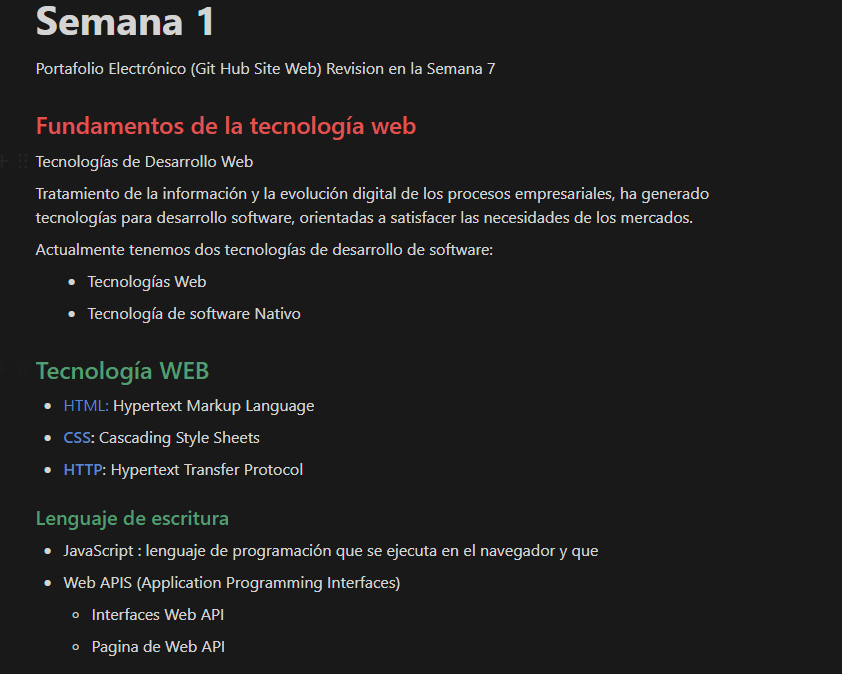 Semana 1
Portafolio Electrónico (Git Hub Site Web) Revision en la Semana 7
Fundamentos de la tecnología web
Tecnologías de Desarrollo Web
Tratamiento de la información y la evolución digital de los procesos empresariales, ha generado
tecnologías para desarrollo software, orientadas a satisfacer las necesidades de los mercados.
Actualmente tenemos dos tecnologías de desarrollo de software:
Tecnologías Web
Tecnología de software Nativo
Tecnología WEB
HTML: Hypertext Markup Language
CSS: Cascading Style Sheets
HTTP: Hypertext Transfer Protocol
Lenguaje de escritura
JavaScript : lenguaje de programación que se ejecuta en el navegador y que
Web APIS (Application Programming Interfaces)
Interfaces Web API
Pagina de Web API